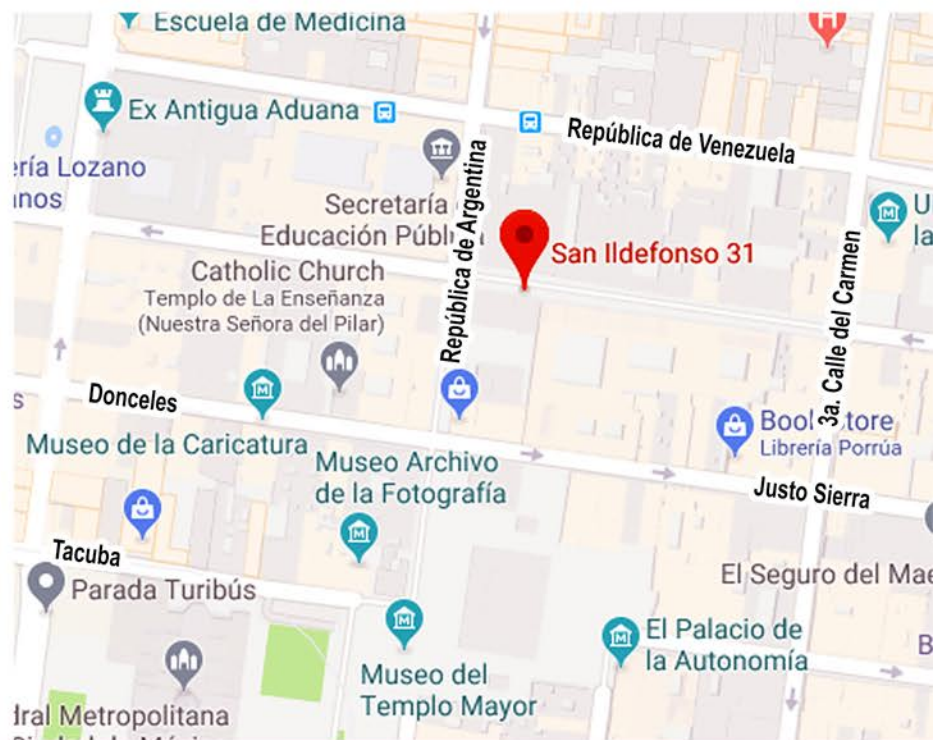 Escuela de Medicina
Ex Antigua Aduana
República de Venezuela
ería Lozano
anos
República de Argentina
Secretaría
Educación Públ
U
la
San Ildefonso 31
3a. Calle del Carmen
Catholic Church
Templo de La Enseñanza
(Nuestra Señora del Pilar)
Donceles
s
Museo de la Caricatura
Museo Archivo
de la Fotografía
Librería Porrúa
Justo Sierra
Tacuba
Parada Turibús
El Seguro del Mae
El Palacio de
la Autonomía
B
Museo del
Templo Mayor
dral Metropolitana